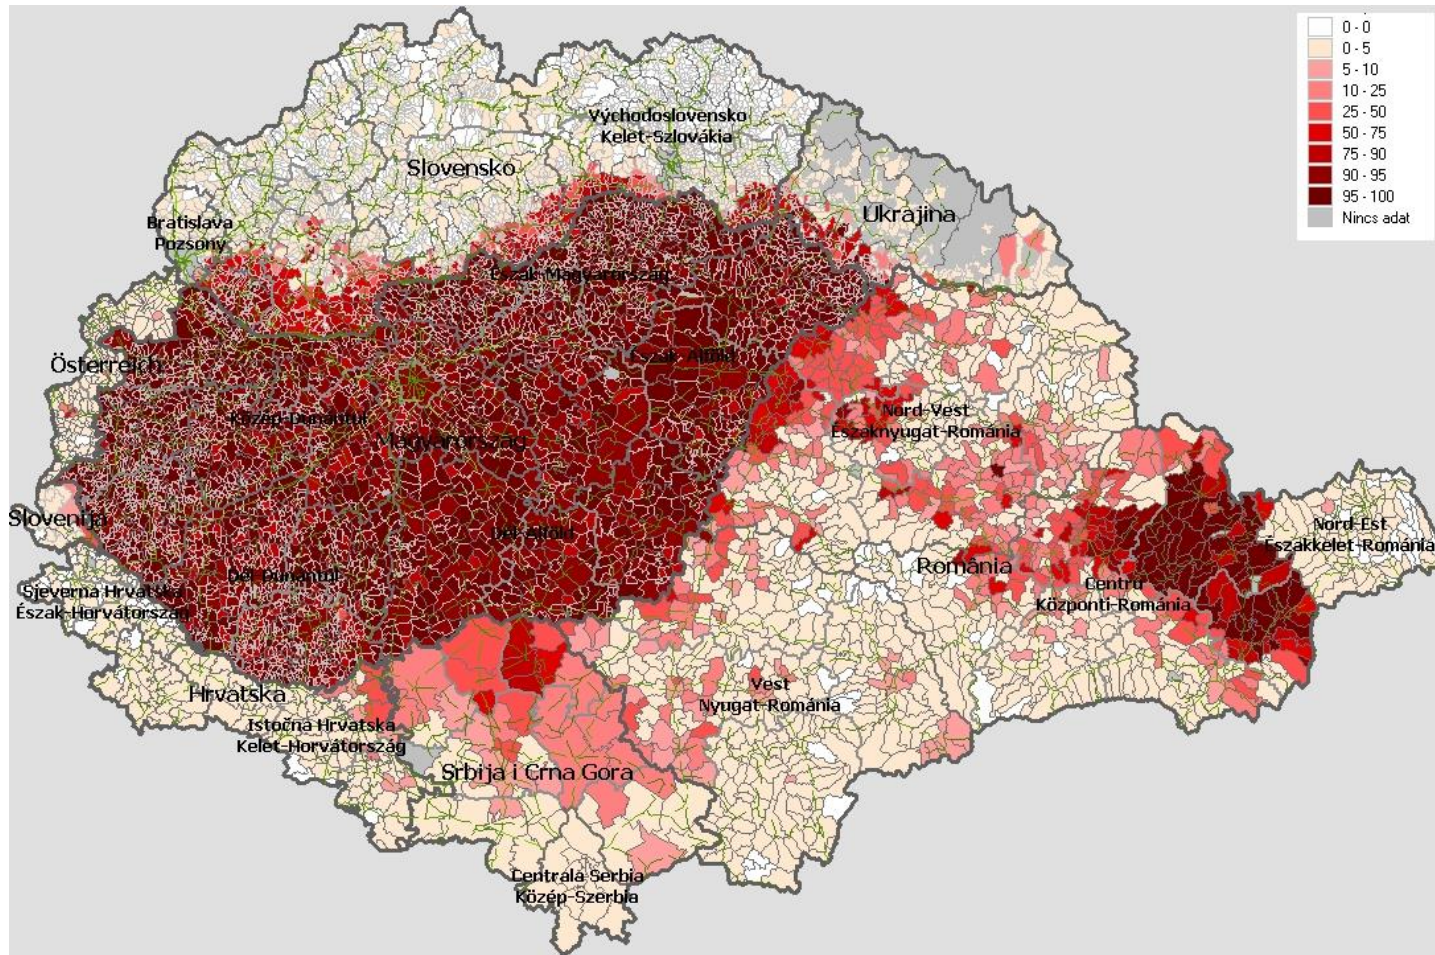 0 - 0
0 - 5
5 - 10
10 - 25
25 - 50
50 - 75
75 - 90
90 - 95
95 - 100
Nincs adat
Východoslovensko
Kelet-Szlovákia
Slovensko
Ukrajina
Bratislava
Pozsony
Észak-Magyarország
Österreich
Észak-Alföld
Közép-Dunántúl
Magyarország
Nord-Vest
Északnyugat-Románia
Slovenija
Dél-Alföld
Nord-Est
Északkelet-Románia
Románia
Dél-Dunántúl
Centru
Központi-Románia
Sjeverna Hrvatska
Észak-Horvátország
Hrvatska
Vest
Nyugat-Románia
Istočna Hrvatska
Kelet-Horvátország
Srbija i Crna Gora
Centrala Serbia
Közép-Szerbia